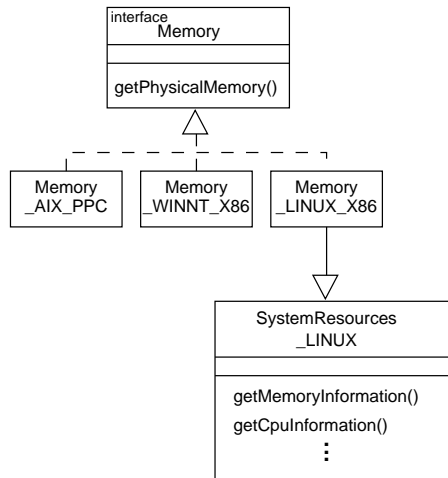 interface
Memory
getPhysicalMemory()
Memory
_AIX_PPC
Memory
_WINNT_X86
Memory
_LINUX_X86
SystemResources
_LINUX
getMemoryInformation()
getCpuInformation()